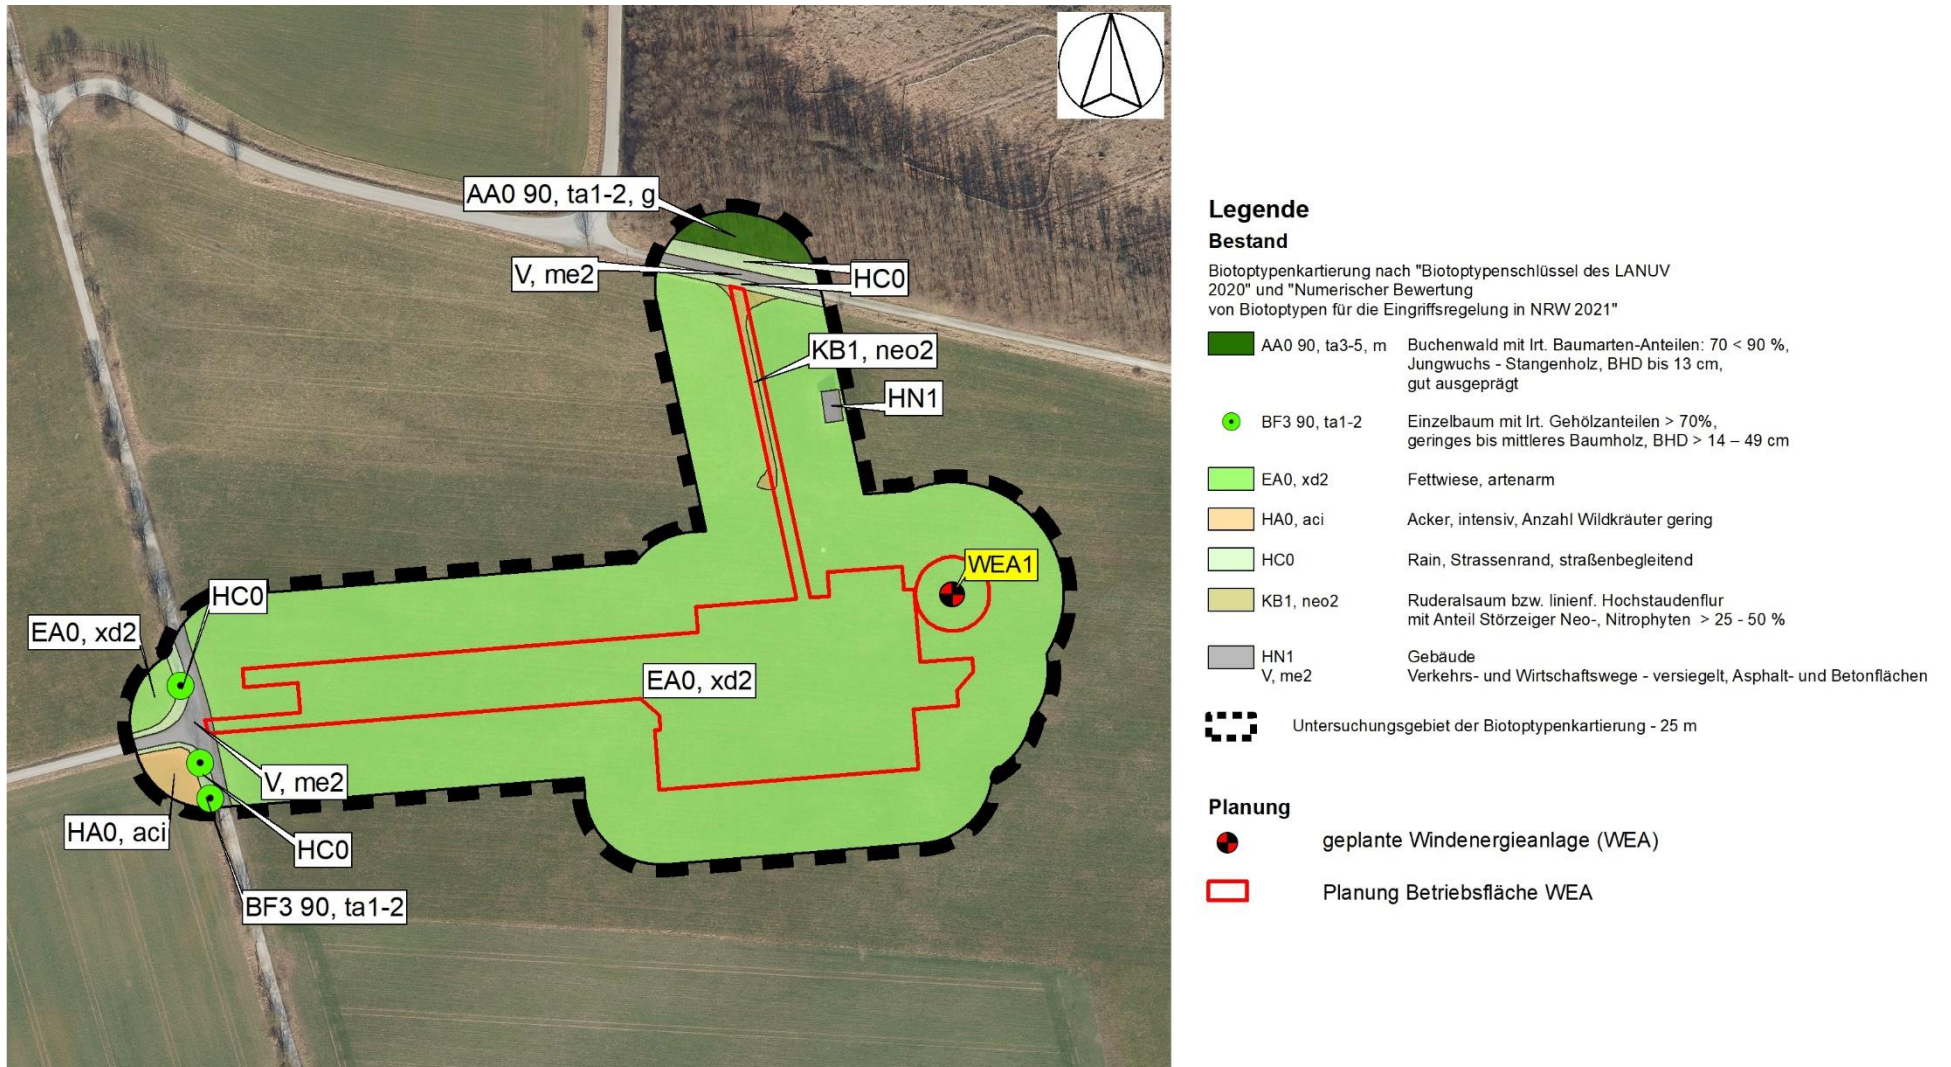 AA0 90, ta1-2, g
V, me2
HC0
KB1, neo2
HN1
WEA1
HC0
EA0, xd2
EA0, xd2
V, me2
HA0, aci
HC0
BF3 90, ta1-2
Legende
Bestand
Biotoptypenkartierung nach "Biotoptypenschlüssel des LANUV
2020" und "Numerischer Bewertung
von Biotoptypen für die Eingriffsregelung in NRW 2021"
AA0 90, ta3-5, m Buchenwald mit lrt. Baumarten-Anteilen: 70 < 90 %,
Jungwuchs - Stangenholz, BHD bis 13 cm,
gut ausgeprägt
BF3 90, ta1-2 Einzelbaum mit lrt. Gehölzanteilen > 70%,
geringes bis mittleres Baumholz, BHD > 14 – 49 cm
EA0, xd2 Fettwiese, artenarm
HA0, aci Acker, intensiv, Anzahl Wildkräuter gering
HC0 Rain, Strassenrand, straßenbegleitend
KB1, neo2 Ruderalsaum bzw. linienf. Hochstaudenflur
mit Anteil Störzeiger Neo-, Nitrophyten > 25 - 50 %
HN1 Gebäude
V, me2 Verkehrs- und Wirtschaftswege - versiegelt, Asphalt- und Betonflächen
Untersuchungsgebiet der Biotoptypenkartierung - 25 m
Planung
geplante Windenergieanlage (WEA)
Planung Betriebsfläche WEA